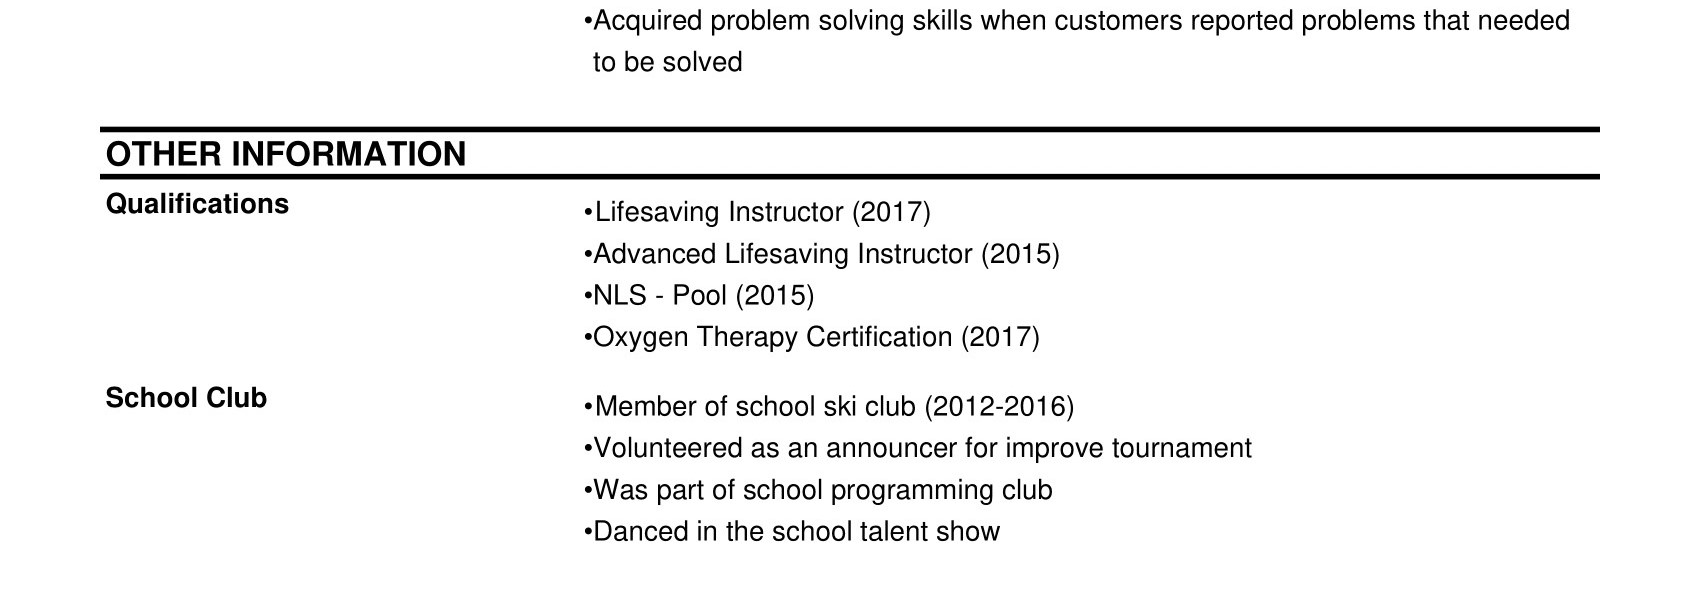 •Acquired problem solving skills when customers reported problems that needed
to be solved
OTHER INFORMATION
Qualifications
•Lifesaving Instructor (2017)
•Advanced Lifesaving Instructor (2015)
•NLS - Pool (2015)
•Oxygen Therapy Certification (2017)
School Club
•Member of school ski club (2012-2016)
•Volunteered as an announcer for improve tournament
•Was part of school programming club
•Danced in the school talent show